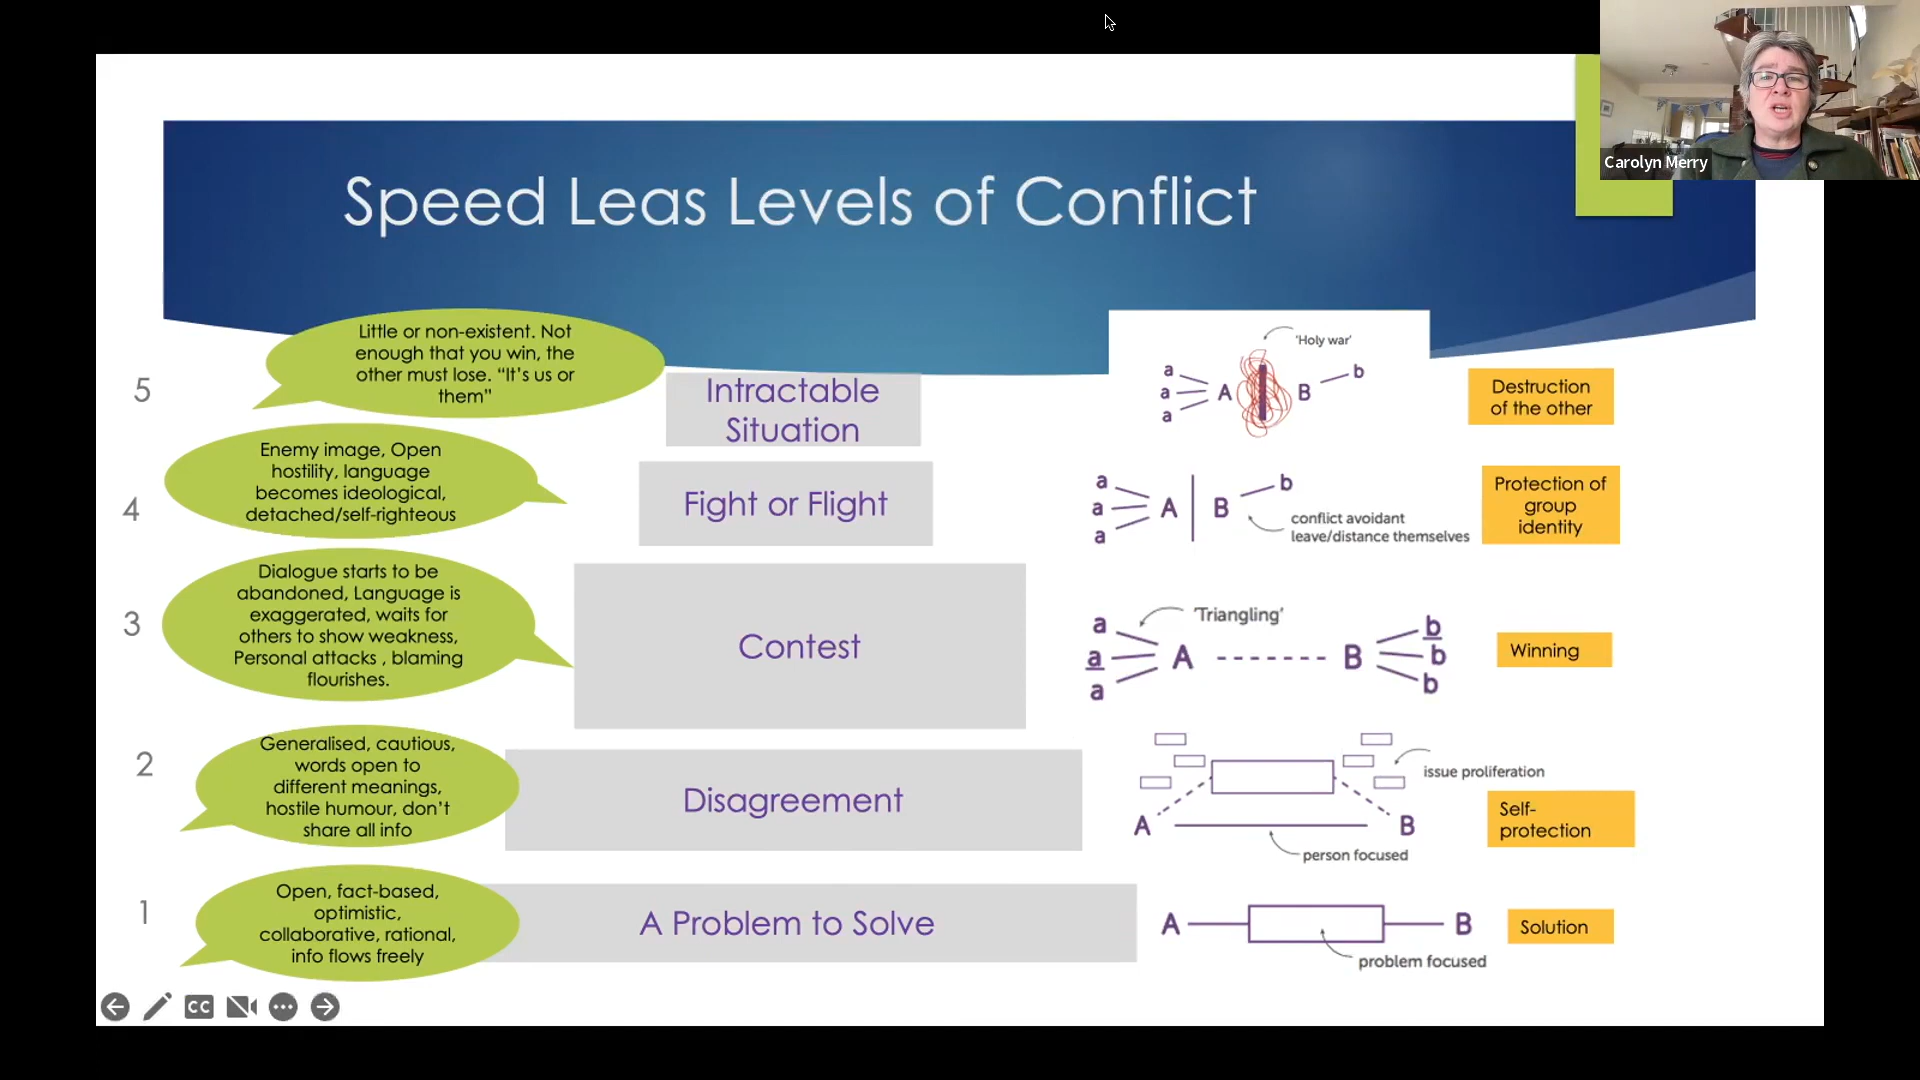 Carolyn Merry
Speed Leas Levels of Conflict
5
Little or non-existent. Not
enough that you win, the
other must lose. “It’s us or
them”
Intractable
Situation
'Holy war'
a
a
a
A
B
b
Destruction
of the other
4
Enemy image, Open
hostility, language
becomes ideological,
detached/self-righteous
Fight or Flight
a
a
a
A
B
b
conflict avoidant
leave/distance themselves
Protection of
group
identity
3
Dialogue starts to be
abandoned, Language is
exaggerated, waits for
others to show weakness,
Personal attacks , blaming
flourishes.
Contest
'Triangling'
a
a
a
A
B
b
b
b
Winning
2
Generalised, cautious,
words open to
different meanings,
hostile humour, don’t
share all info
Disagreement
issue proliferation
A
B
person focused
Self-
protection
1
Open, fact-based,
optimistic,
collaborative, rational,
info flows freely
A Problem to Solve
A
B
problem focused
Solution
CC